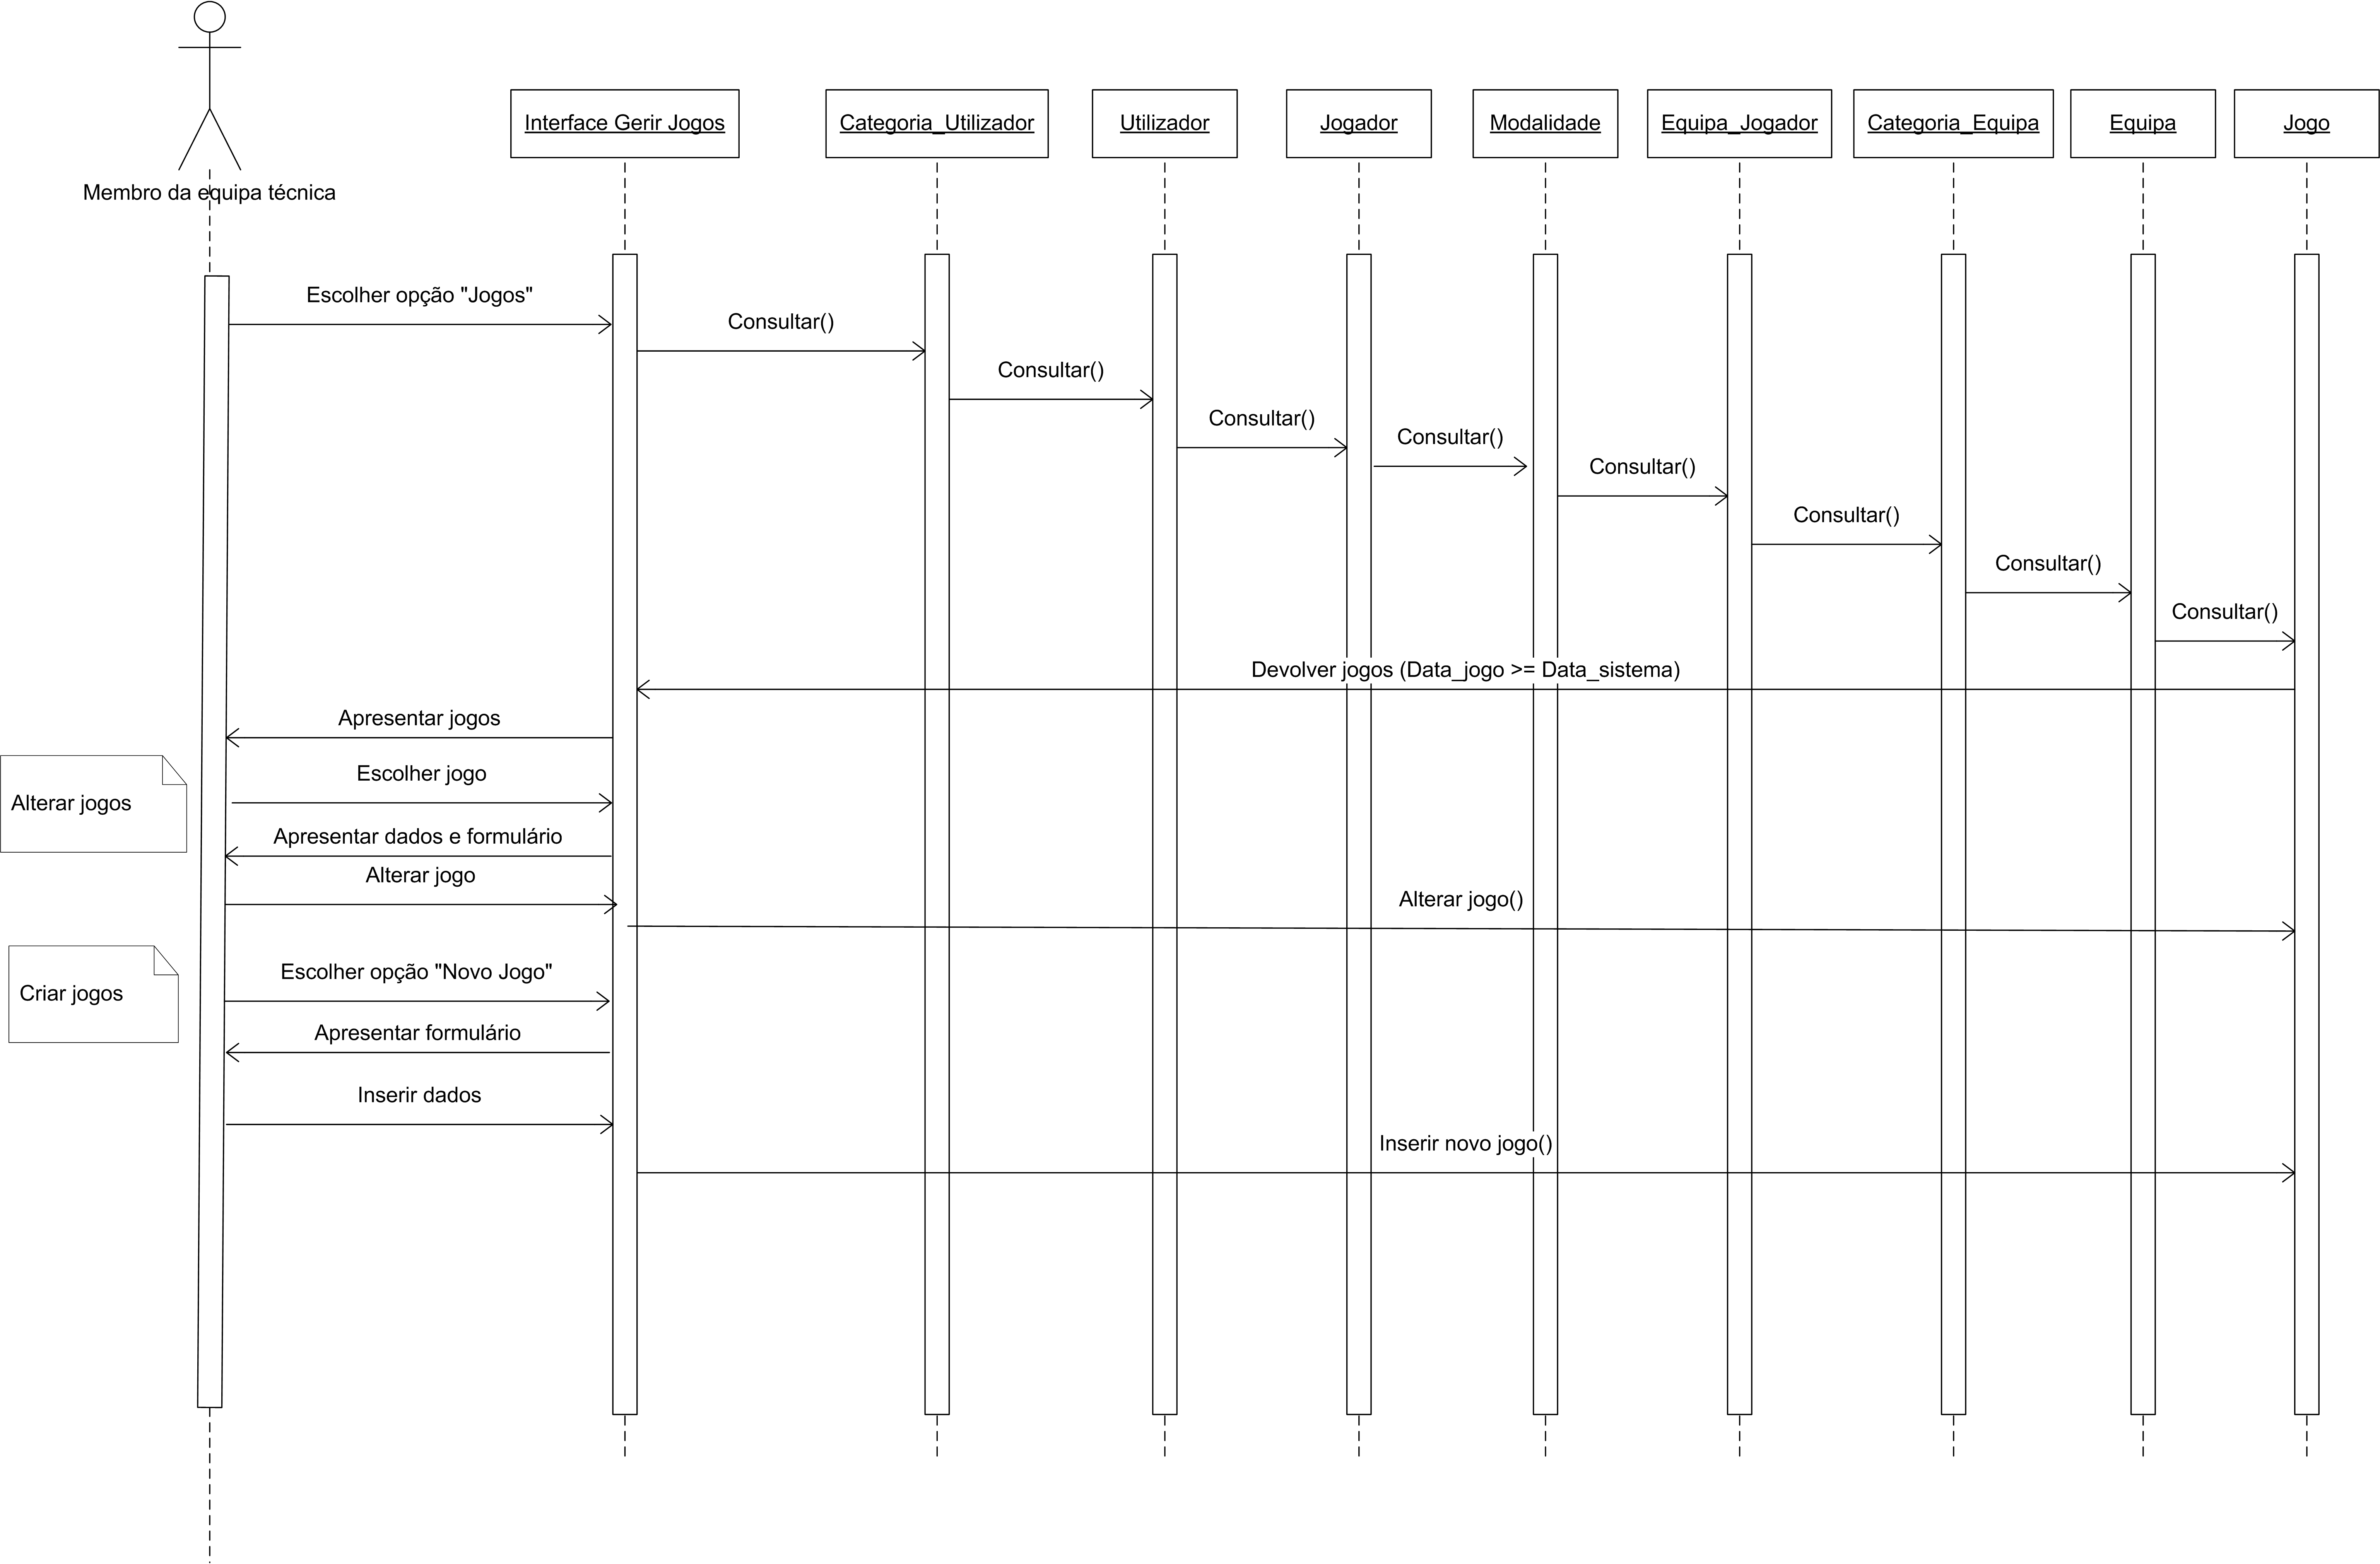 Interface Gerir Jogos
Categoria_Utilizador
Utilizador
Jogador
Modalidade
Equipa_Jogador
Categoria_Equipa
Equipa
Jogo
Membro da equipa técnica
Escolher opção "Jogos"
Consultar()
Consultar()
Consultar()
Consultar()
Consultar()
Consultar()
Consultar()
Consultar()
Devolver jogos (Data_jogo >= Data_sistema)
Apresentar jogos
Escolher jogo
Alterar jogos
Apresentar dados e formulário
Alterar jogo
Alterar jogo()
Escolher opção "Novo Jogo"
Criar jogos
Apresentar formulário
Inserir dados
Inserir novo jogo()